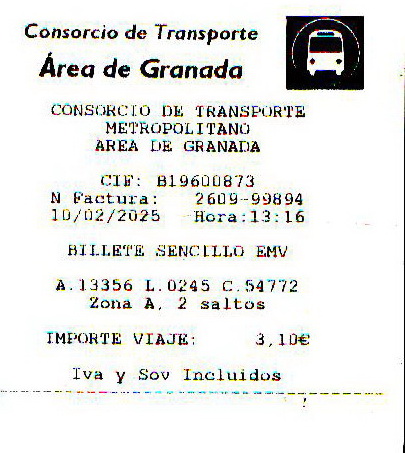 Consorcio de Transporte
Área de Granada
CONSORCIO DE TRANSPORTE
METROPOLITANO
AREA DE GRANADA
CIF: B19600873
N Factura: 2609-99894
10/02/2025 Hora:13:16
BILLETE SENCILLO EMV
A.13356 L.0245 C.54772
Zona A, 2 saltos
IMPORTE VIAJE: 3,10€
Iva y Sov Incluidos